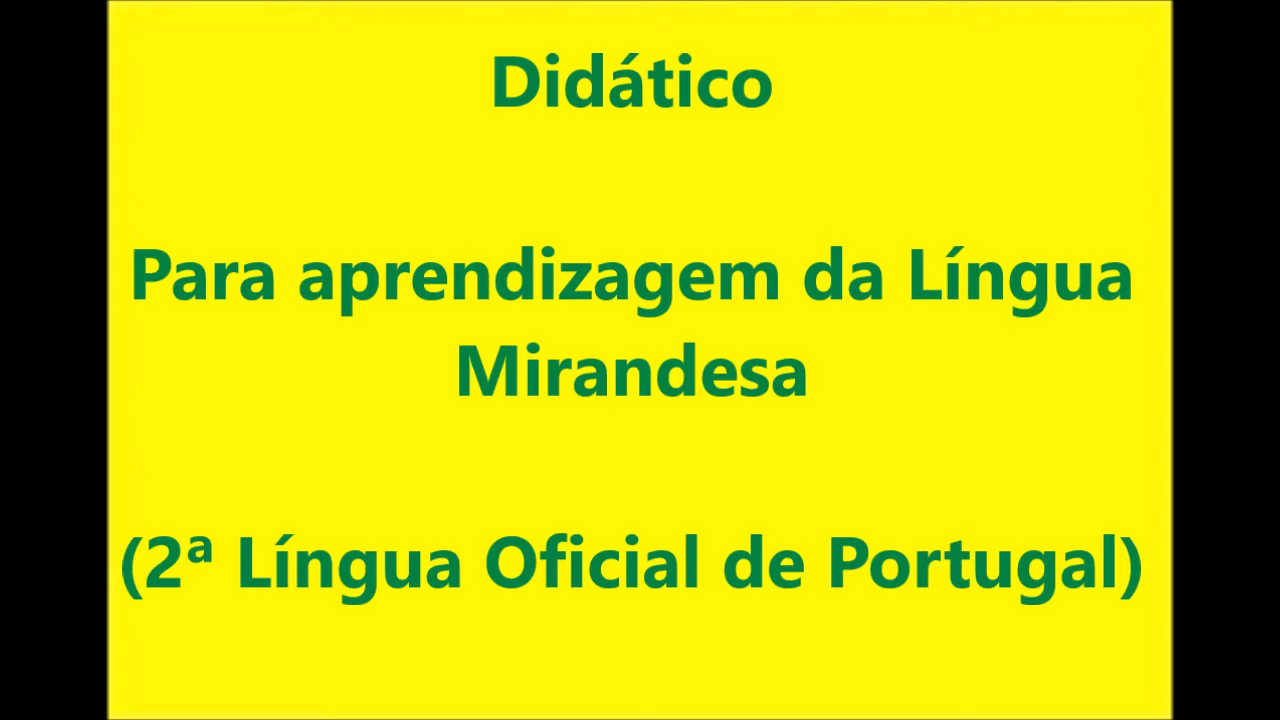 Didático
Para aprendizagem da Língua
Mirandesa
(2ª Língua Oficial de Portugal)